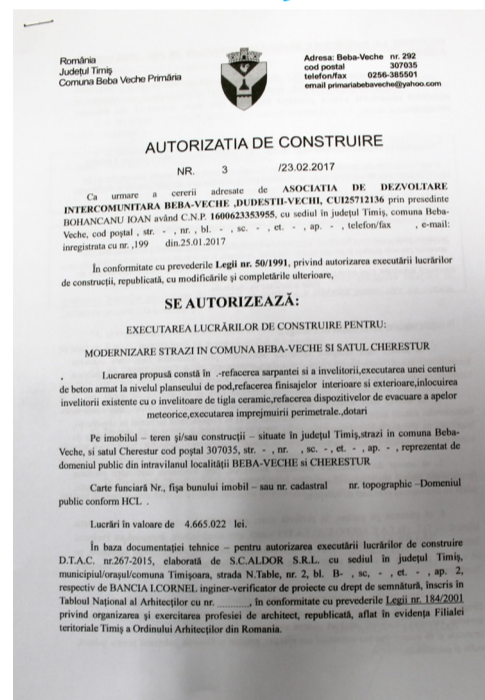 România
Județul Timiș
Comuna Beba Veche Primăria
Adresa: Beba-Veche nr. 292
cod postal 307035
telefon/fax 0256-385501
email primariabebaveche@yahoo.com
AUTORIZATIA DE CONSTRUIRE
NR. 3 /23.02.2017
Ca urmare a cererii adresate de ASOCIATIA DE DEZVOLTARE
INTERCOMUNITARA BEBA-VECHE ,DUDESTII-VECHI, CUI25712136 prin presedinte
BOHANCANU IOAN având C.N.P. 1600623353955, cu sediul în județul Timiș, comuna Beba-
Veche, cod poștal , str. - , nr. , bl. - , sc. - , et. - , ap. - , telefon/fax , e-mail:
inregistrata cu nr. ,199 din.25.01.2017
În conformitate cu prevederile Legii nr. 50/1991, privind autorizarea executării lucrărilor
de construcții, republicată, cu modificările și completările ulterioare,
SE AUTORIZEAZĂ:
EXECUTAREA LUCRĂRILOR DE CONSTRUIRE PENTRU:
MODERNIZARE STRAZI IN COMUNA BEBA-VECHE SI SATUL CHERESTUR
. Lucrarea propusă constă în .-refacerea sarpantei si a invelitorii,executarea unei centuri
de beton armat la nivelul planseului de pod,refacerea finisajelor interioare si exterioare,inlocuirea
invelitorii existente cu o invelitoare de tigla ceramic,refacerea dispozitivelor de evacuare a apelor
meteorice,executarea imprejmuirii perimetrale.,dotari
Pe imobilul – teren și/sau construcții – situate în județul Timiș,strazi in comuna Beba-
Veche, si satul Cherestur cod poștal 307035, str. - , nr. , sc. - , et. - , ap. - , reprezentat de
domeniul public din intravilanul localității BEBA-VECHE si CHERESTUR
Carte funciară Nr., fișa bunului imobil – sau nr. cadastral nr. topographic –Domeniul
public conform HCL .
Lucrări în valoare de 4.665.022 lei.
În baza documentației tehnice – pentru autorizarea executării lucrărilor de construire
D.T.A.C. nr.267-2015, elaborată de S.C.ALDOR S.R.L. cu sediul în județul Timiș,
municipiul/orașul/comuna Timișoara, strada N.Table, nr. 2, bl. B- , sc, - , et. - , ap. 2,
respectiv de BANCIA I.CORNEL inginer-verificator de proiecte cu drept de semnătură, înscris în
Tabloul Național al Arhitecților cu nr. ............, în conformitate cu prevederile Legii nr. 184/2001
privind organizarea și exercitarea profesiei de arhitect, republicată, aflat în evidența Filialei
teritoriale Timiș a Ordinului Arhitecților din Romania.